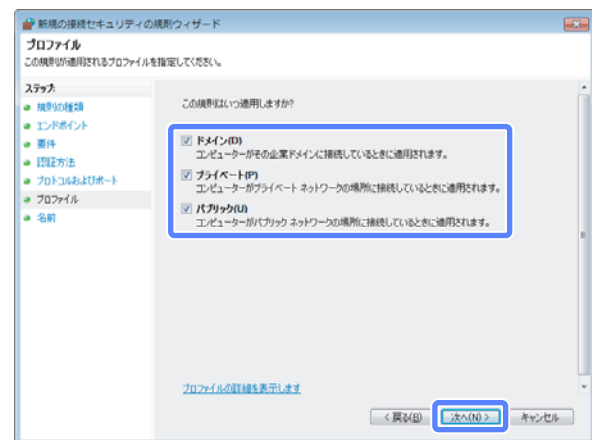 新規の接続セキュリティの規則ウィザード
プロファイル
この規則が適用されるプロファイルを指定してください。
ステップ:
規則の種類
エンドポイント
要件
認証方法
プロトコルおよびポート
プロファイル
名前
この規則はいつ適用しますか?
ドメイン(D)
コンピューターがその企業ドメインに接続しているときに適用されます。
プライベート(P)
コンピューターがプライベート ネットワークの場所に接続しているときに適用されます。
パブリック(U)
コンピューターがパブリック ネットワークの場所に接続しているときに適用されます。
プロファイルの詳細を表示します
< 戻る(B)
次へ(N) >
キャンセル